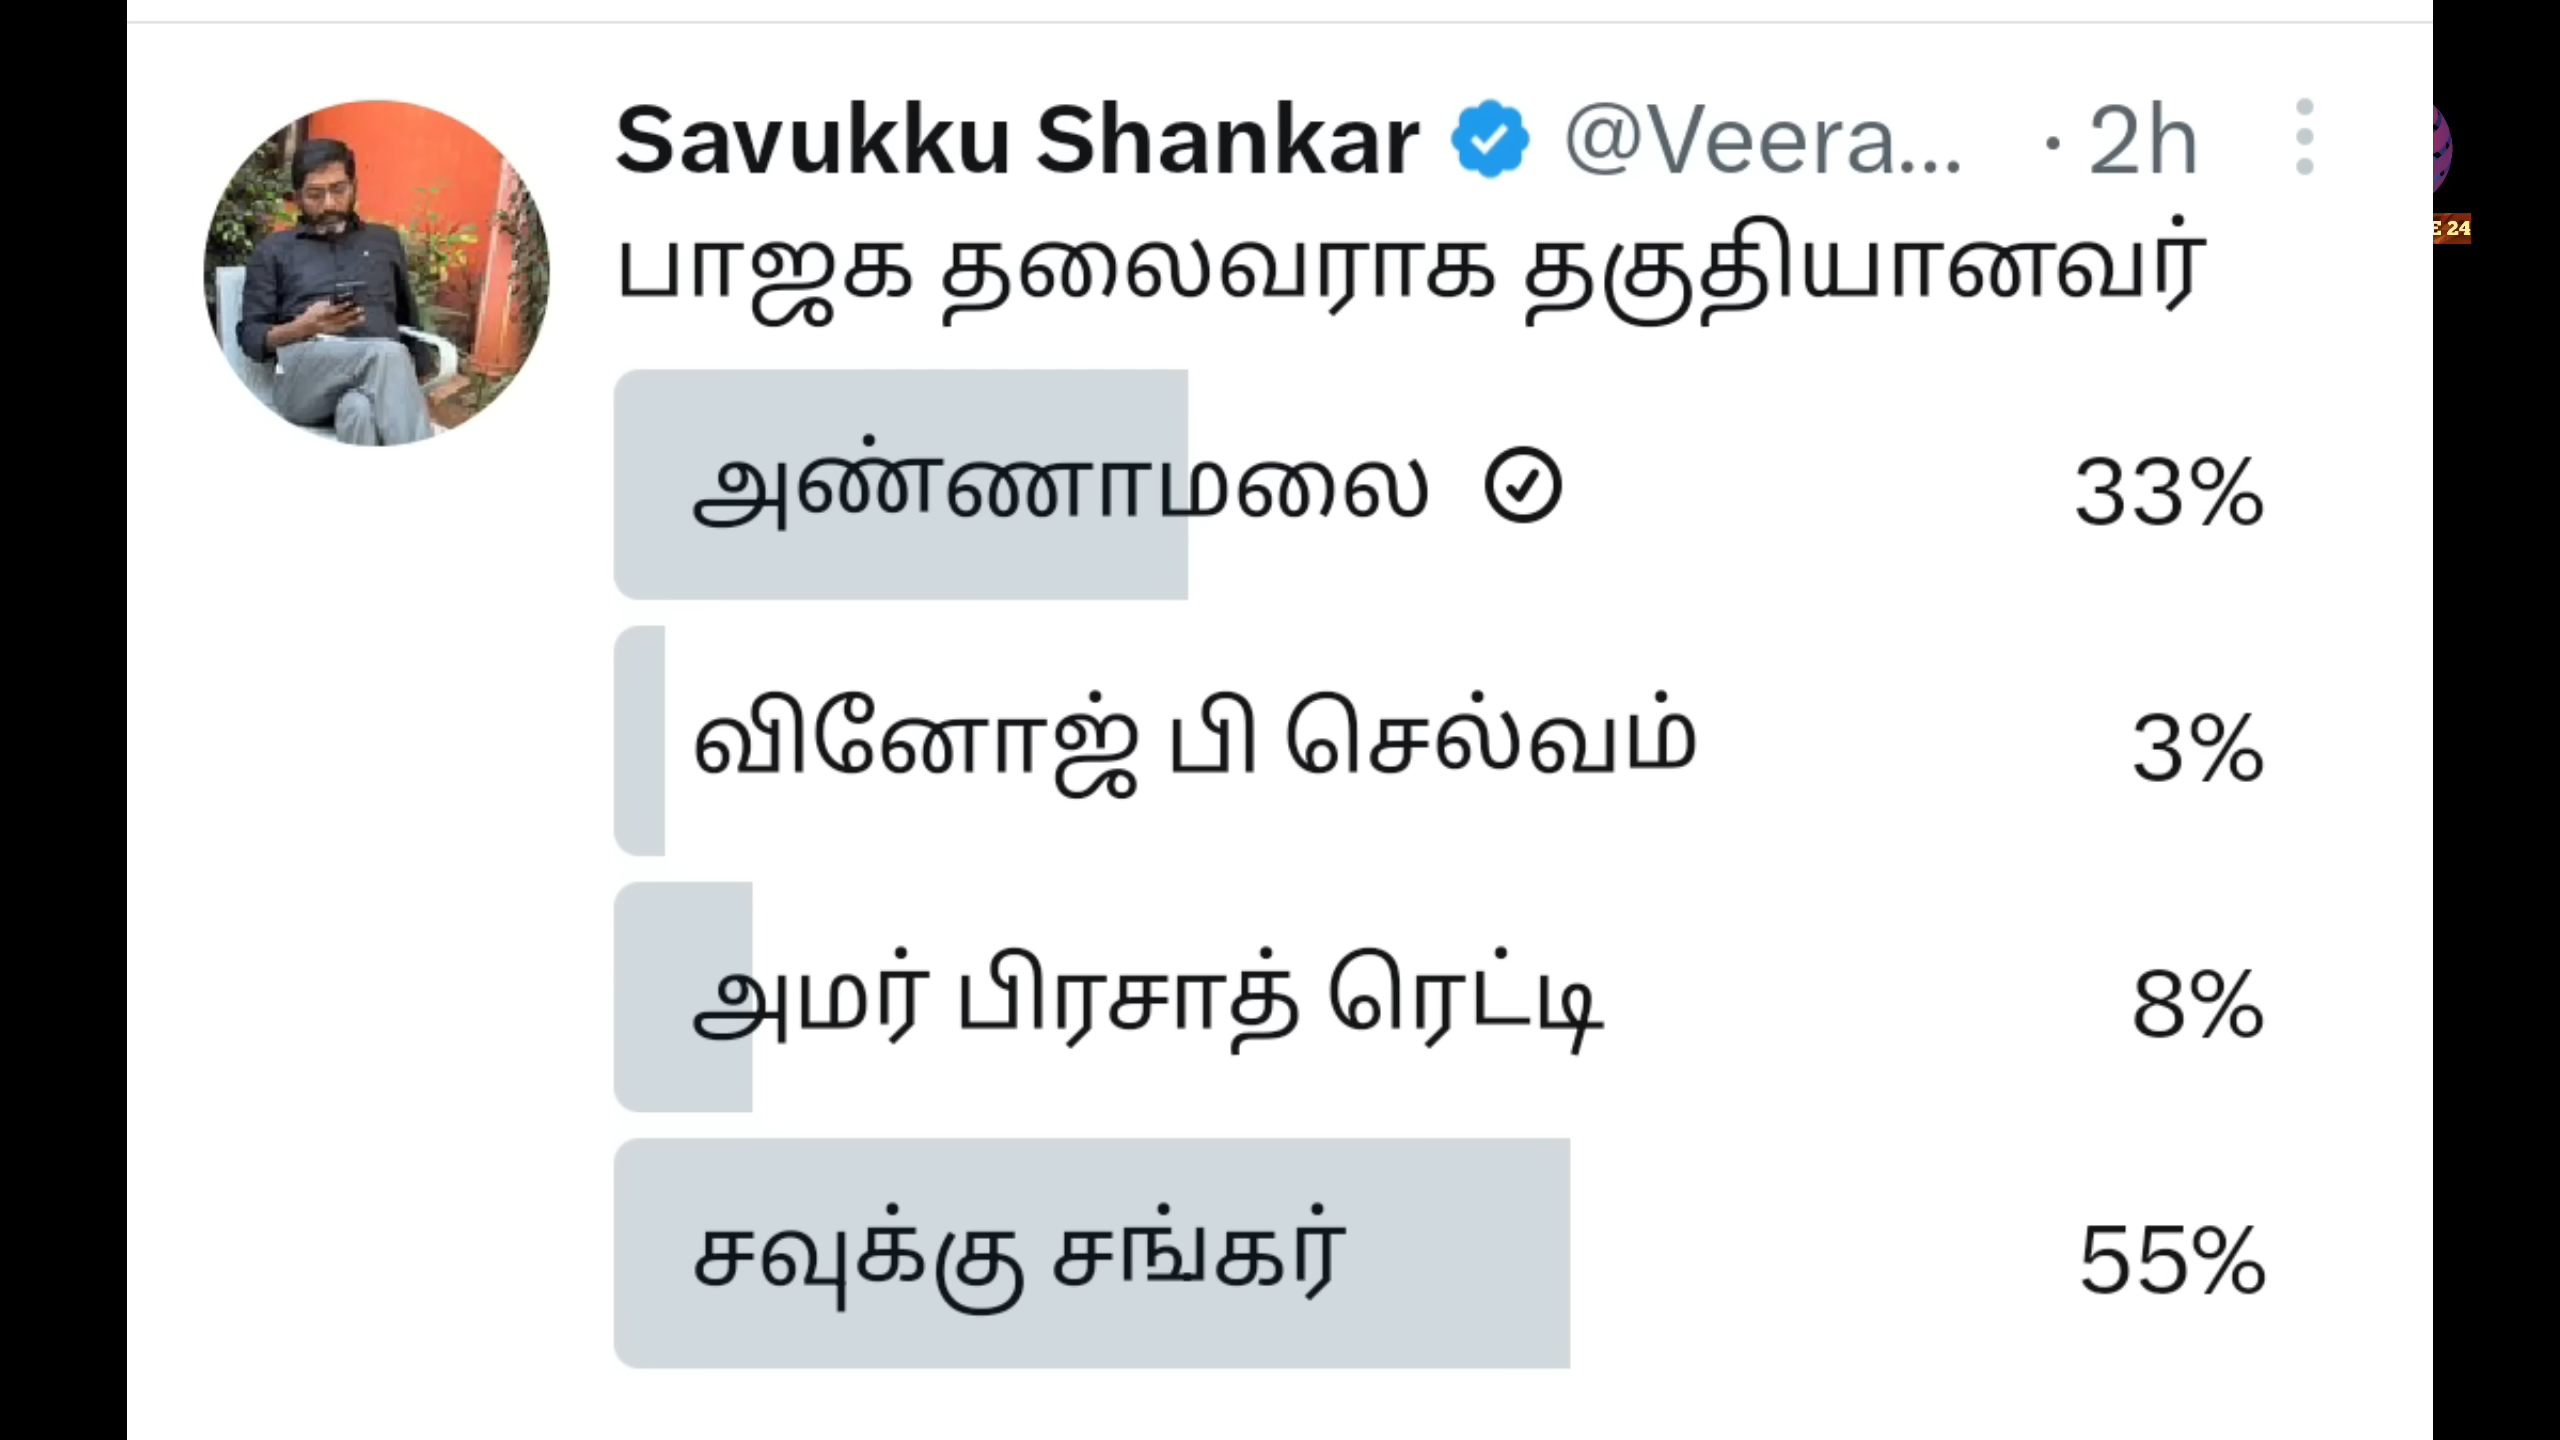 Savukku Shankar @Veera... · 2h
பாஜக தலைவராக தகுதியானவர்
அண்ணாமலை 33%
வினோஜ் பி செல்வம் 3%
அமர் பிரசாத் ரெட்டி 8%
சவுக்கு சங்கர் 55%
E 24